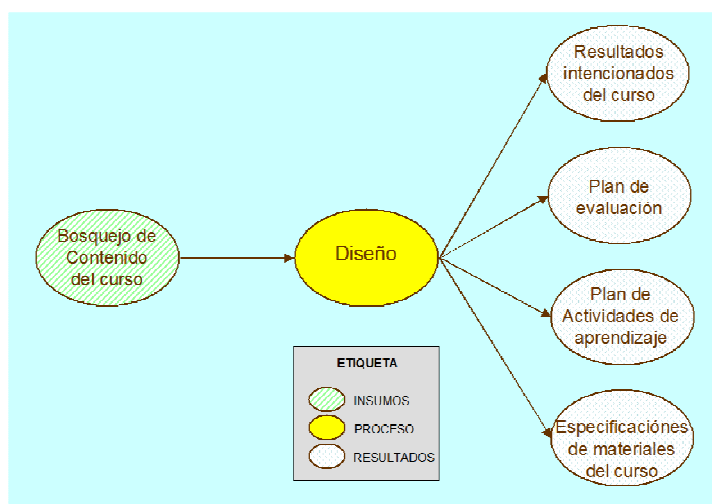 Bosquejo de
Contenido
del curso
Diseño
Resultados
intencionados
del curso
Plan de
evaluación
Plan de
Actividades de
aprendizaje
Especificaciónes
de materiales
del curso
ETIQUETA
INSUMOS
PROCESO
RESULTADOS